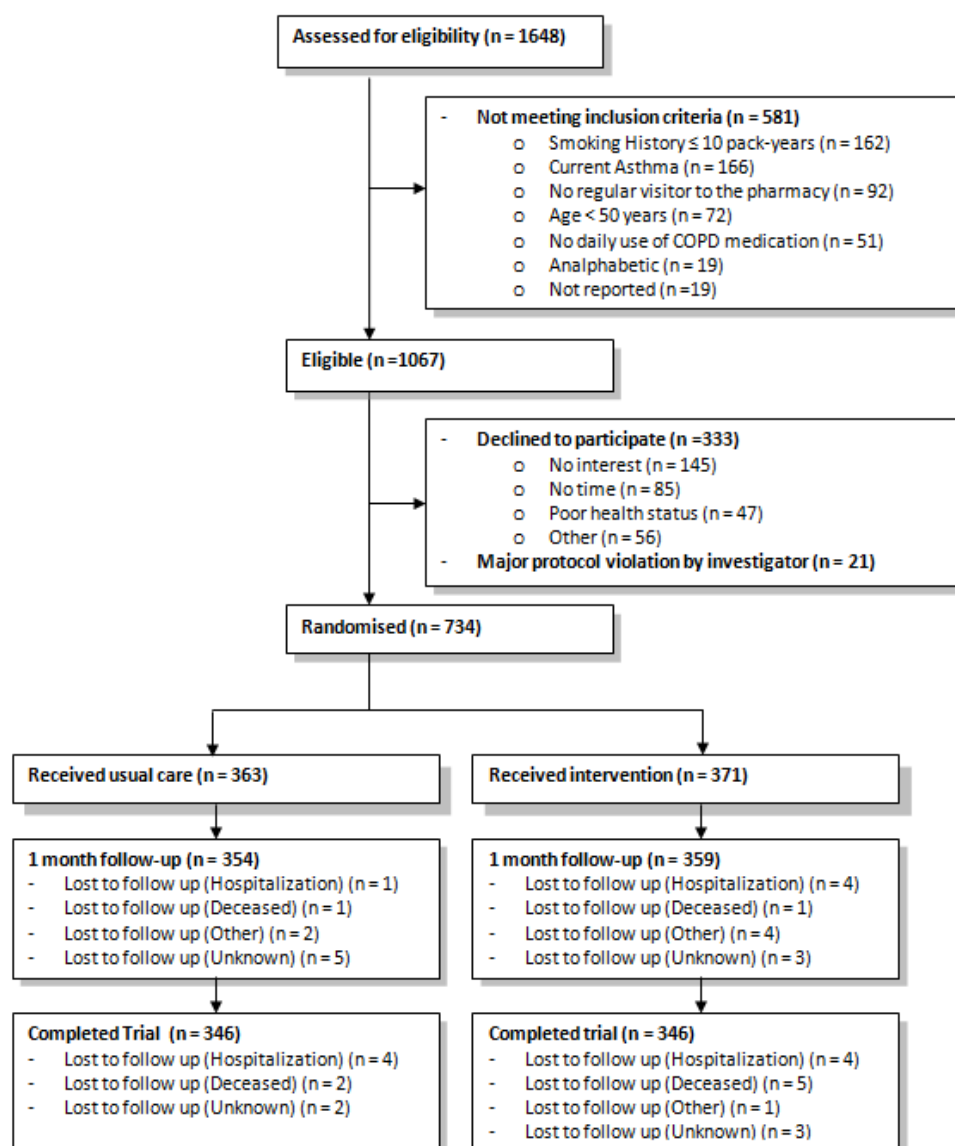 Assessed for eligibility (n = 1648)
- Not meeting inclusion criteria (n = 581)
o Smoking History ≤ 10 pack-years (n = 162)
o Current Asthma (n = 166)
o No regular visitor to the pharmacy (n = 92)
o Age < 50 years (n = 72)
o No daily use of COPD medication (n = 51)
o Analphabetic (n = 19)
o Not reported (n =19)
Eligible (n =1067)
- Declined to participate (n =333)
o No interest (n = 145)
o No time (n = 85)
o Poor health status (n = 47)
o Other (n = 56)
- Major protocol violation by investigator (n = 21)
Randomised (n = 734)
Received usual care (n = 363)
Received intervention (n = 371)
1 month follow-up (n = 354)
- Lost to follow up (Hospitalization) (n = 1)
- Lost to follow up (Deceased) (n = 1)
- Lost to follow up (Other) (n = 2)
- Lost to follow up (Unknown) (n = 5)
1 month follow-up (n = 359)
- Lost to follow up (Hospitalization) (n = 4)
- Lost to follow up (Deceased) (n = 1)
- Lost to follow up (Other) (n = 4)
- Lost to follow up (Unknown) (n = 3)
Completed Trial (n = 346)
- Lost to follow up (Hospitalization) (n = 4)
- Lost to follow up (Deceased) (n = 2)
- Lost to follow up (Unknown) (n = 2)
Completed trial (n = 346)
- Lost to follow up (Hospitalization) (n = 4)
- Lost to follow up (Deceased) (n = 5)
- Lost to follow up (Other) (n = 1)
- Lost to follow up (Unknown) (n = 3)